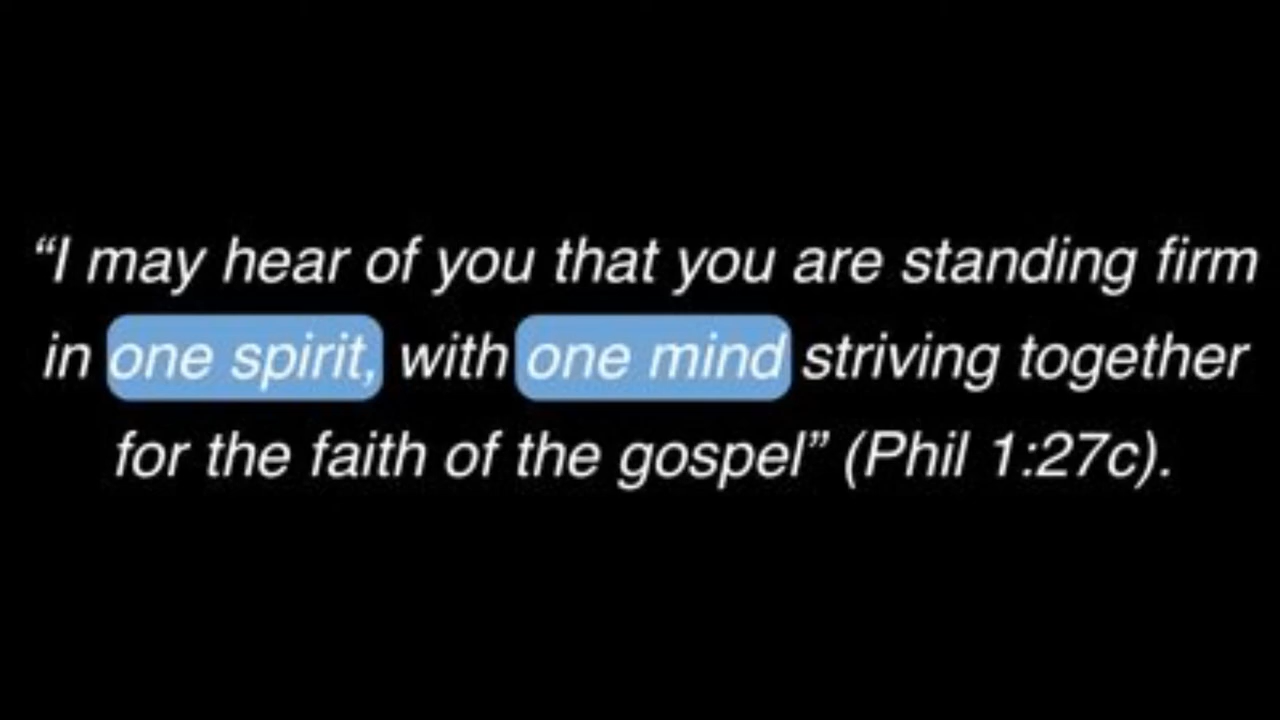 “I may hear of you that you are standing firm
in one spirit, with one mind striving together
for the faith of the gospel” (Phil 1:27c).